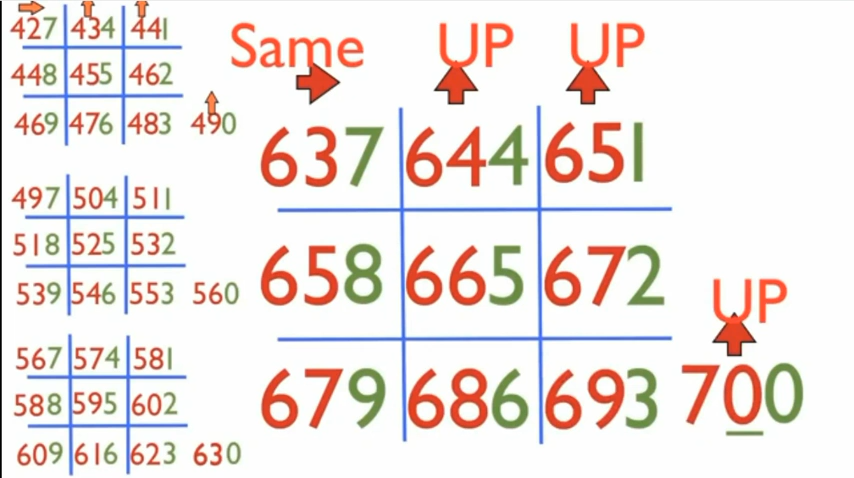 427 434 441
448 455 462
469 476 483 490
497 504 511
518 525 532
539 546 553 560
567 574 581
588 595 602
609 616 623 630
Same UP UP
637 644 651
658 665 672
UP
679 686 693 700